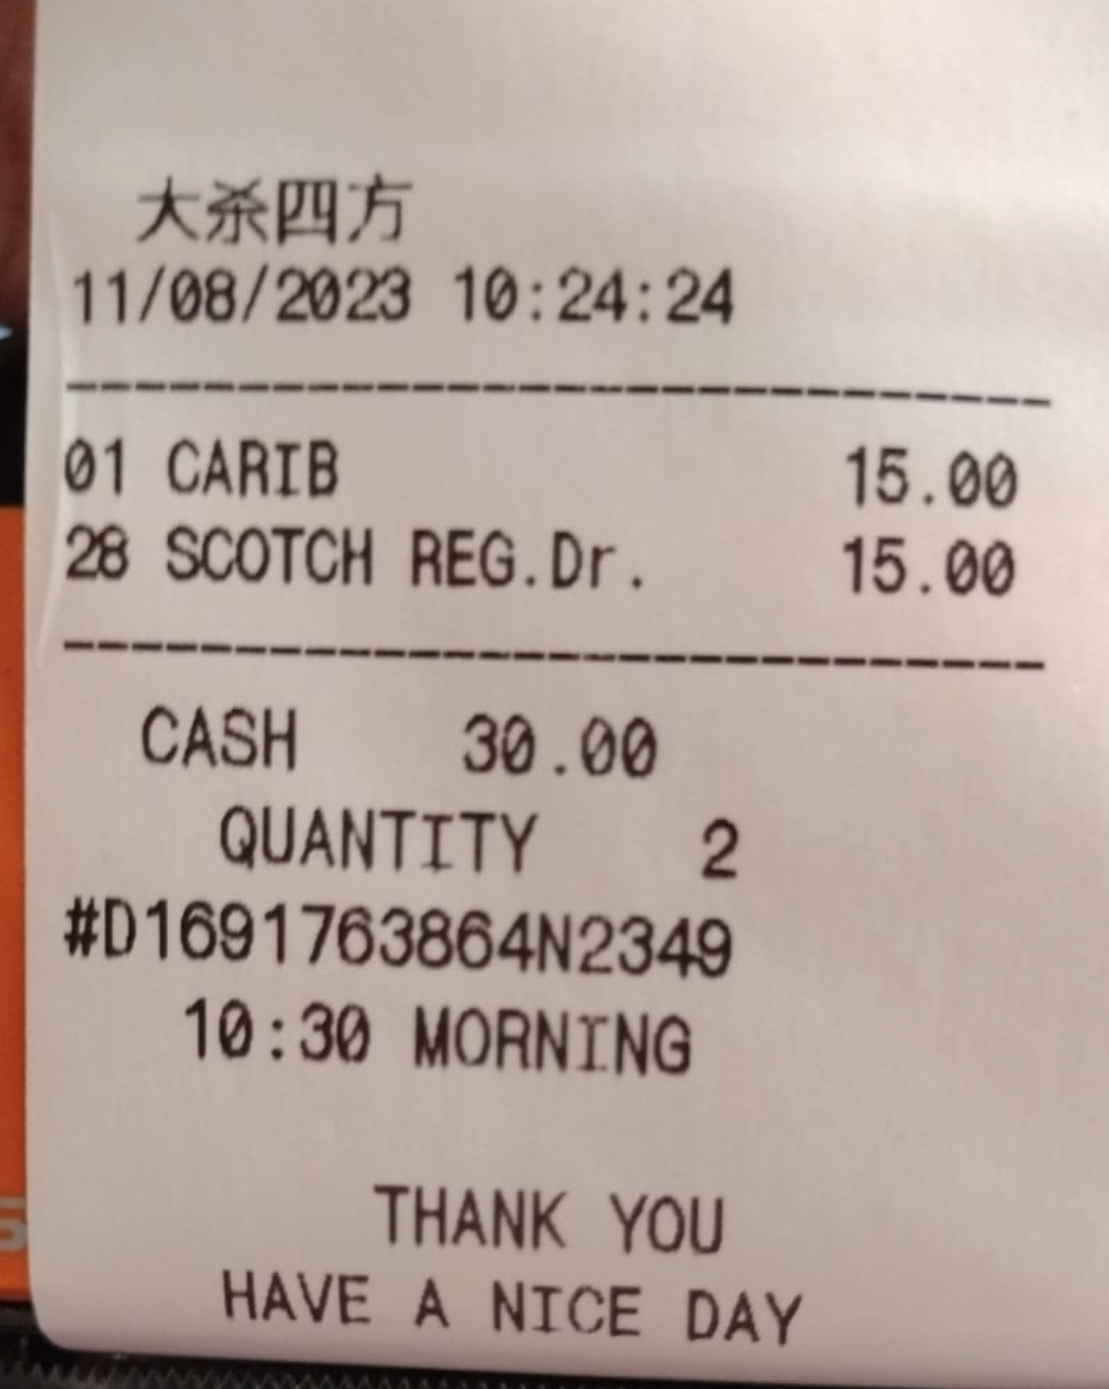 大杀四方
11/08/2023 10:24:24
-----------------------------
01 CARIB 15.00
28 SCOTCH REG.Dr. 15.00
-----------------------------
CASH 30.00
QUANTITY 2
#D1691763864N2349
10:30 MORNING
THANK YOU
HAVE A NICE DAY